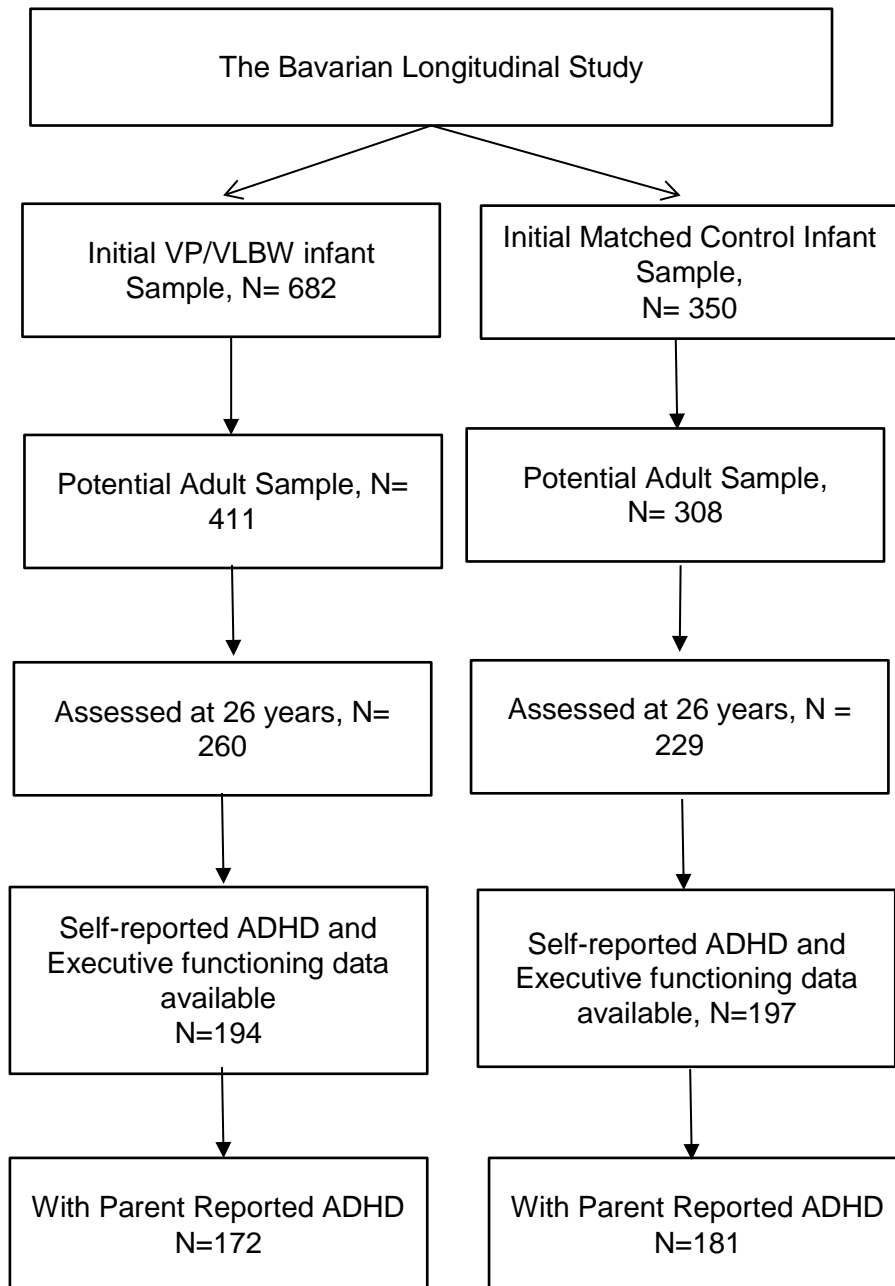 The Bavarian Longitudinal Study
Initial VP/VLBW infant
Sample, N= 682
Initial Matched Control Infant
Sample,
N= 350
Potential Adult Sample, N=
411
Potential Adult Sample,
N= 308
Assessed at 26 years, N=
260
Assessed at 26 years, N =
229
Self-reported ADHD and
Executive functioning data
available
N=194
Self-reported ADHD and
Executive functioning data
available, N=197
With Parent Reported ADHD
N=172
With Parent Reported ADHD
N=181